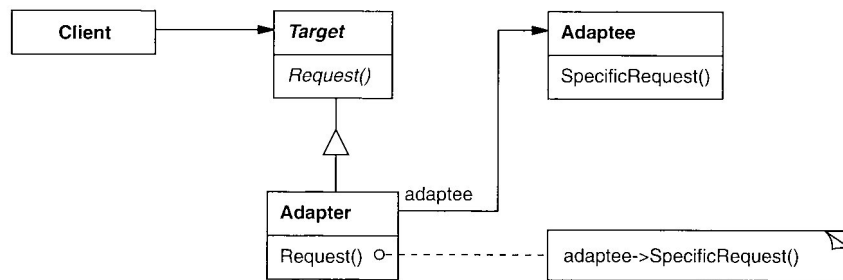 Client
Target
Request()
Adaptee
SpecificRequest()
adaptee
Adapter
Request()
adaptee->SpecificRequest()